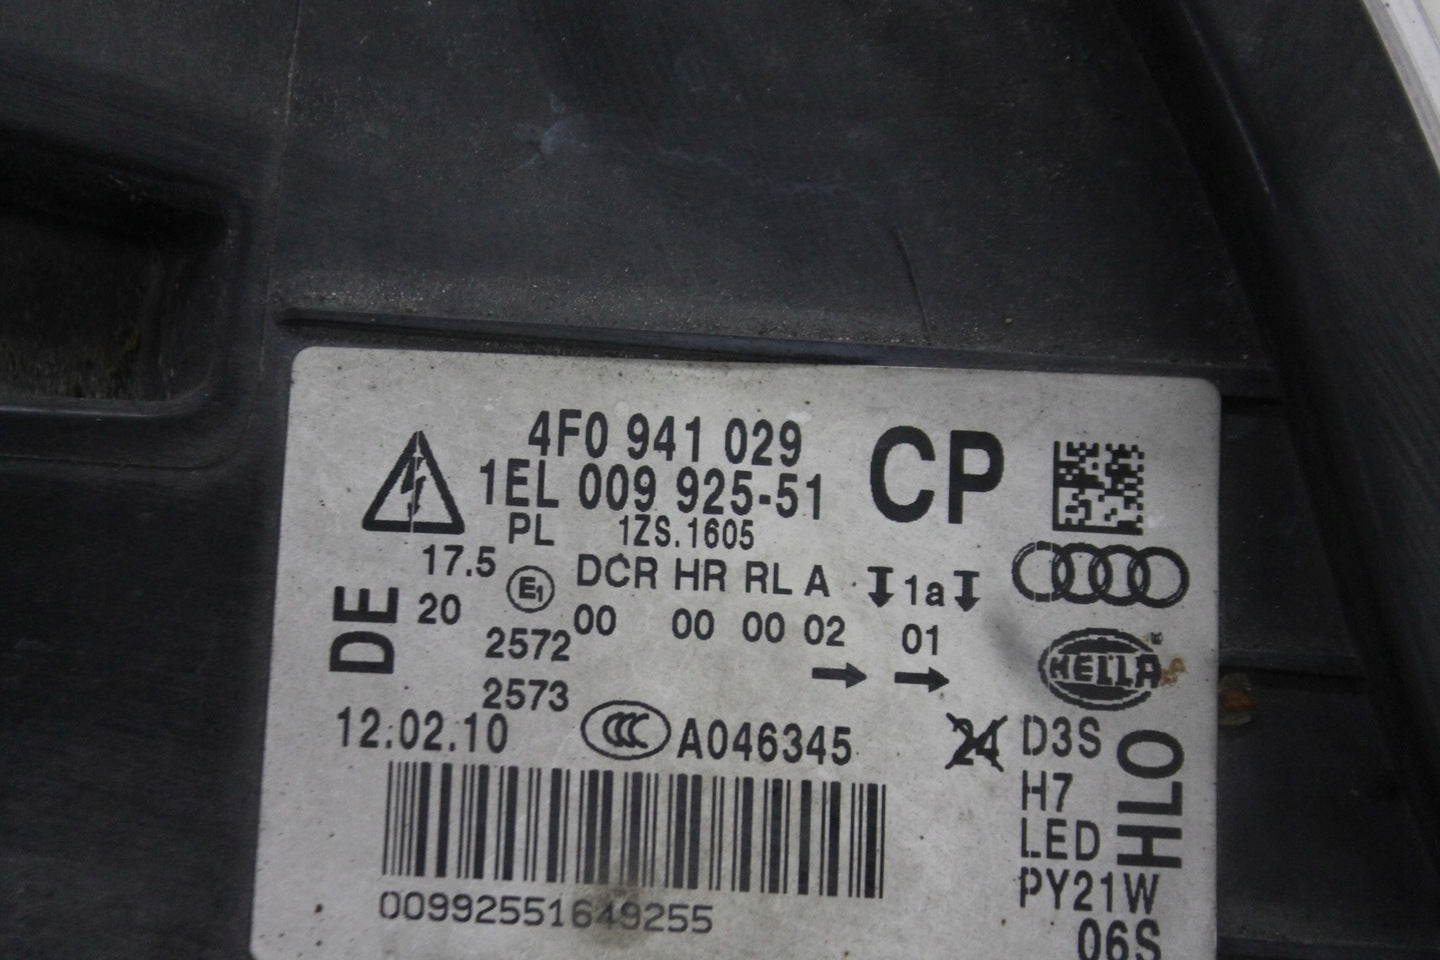 4F0 941 029
CP
1EL 009 925-51
PL 1ZS.1605
17.5
20
E1
DCR HR RL A 1a
00 00 00 02 01
DE
2572
2573
HELLA
®
12.02.10
CCC
A046345
24
D3S
H7
LED
PY21W
06S
HLO
00992551649255